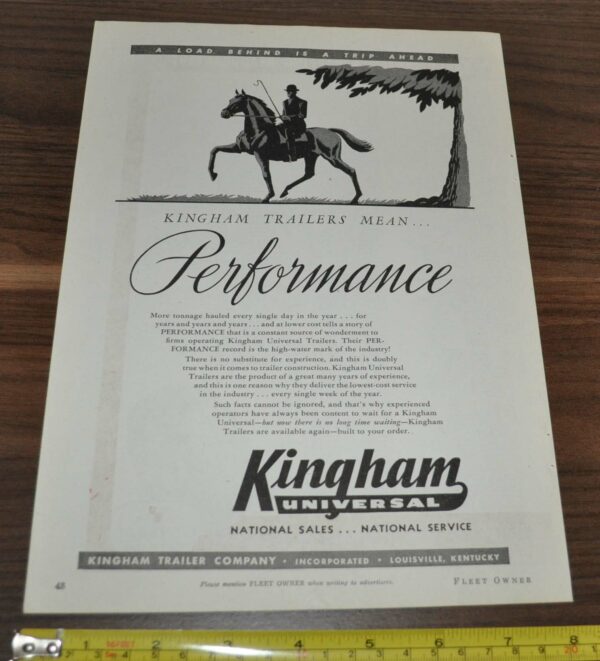 A LOAD BEHIND IS A TRIP AHEAD
KINGHAM TRAILERS MEAN...
Performance
More tonnage hauled every single day in the year . . . for
years and years and years . . . and at lower cost tells a story of
PERFORMANCE that is a constant source of wonderment to
firms operating Kingham Universal Trailers. Their PER-
FORMANCE record is the high-water mark of the industry!
There is no substitute for experience, and this is doubly
true when it comes to trailer construction. Kingham Universal
Trailers are the product of a great many years of experience,
and this is one reason why they deliver the lowest-cost service
in the industry . . . every single week of the year.
Such facts cannot be ignored, and that's why experienced
operators have always been content to wait for a Kingham
Universal—but now there is no long time waiting—Kingham
Trailers are available again—built to your order.
Kingham
UNIVERSAL
NATIONAL SALES ... NATIONAL SERVICE
KINGHAM TRAILER COMPANY • INCORPORATED • LOUISVILLE, KENTUCKY
48 Please mention FLEET OWNER when writing to advertisers. FLEET OWNER
1 2 3 4 5 6 7 8